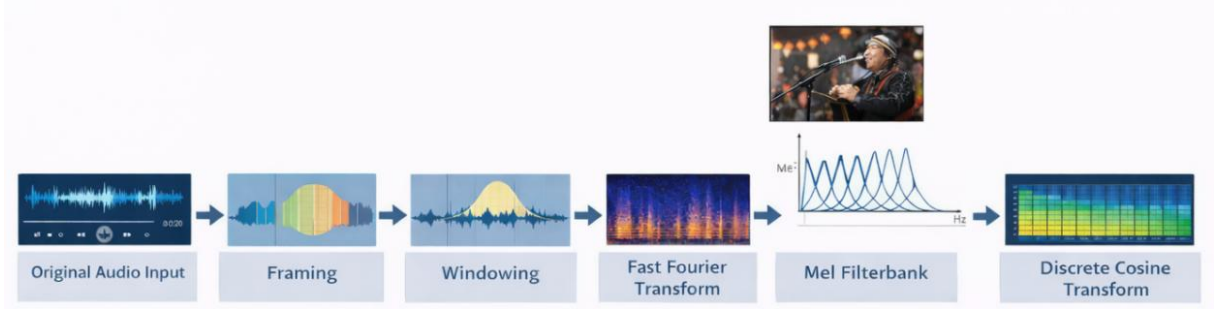 Me
Hz
0:0:20
Original Audio Input
Framing
Windowing
Fast Fourier
Transform
Mel Filterbank
Discrete Cosine
Transform